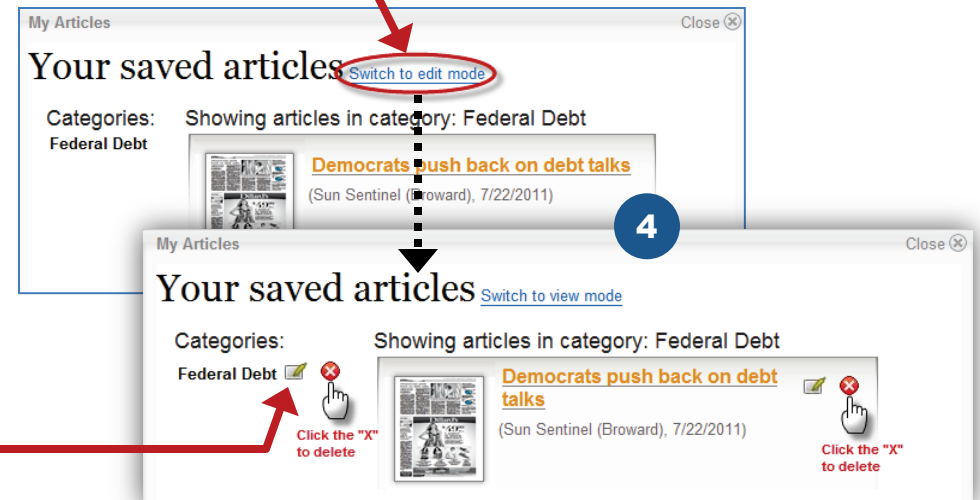 My Articles
Close
Your saved articles Switch to edit mode
Categories:
Federal Debt
Showing articles in category: Federal Debt
Democrats push back on debt talks
(Sun Sentinel (Broward), 7/22/2011)
4
My Articles
Close
Your saved articles Switch to view mode
Categories:
Federal Debt
Click the "X"
to delete
Showing articles in category: Federal Debt
Democrats push back on debt
talks
(Sun Sentinel (Broward), 7/22/2011)
Click the "X"
to delete